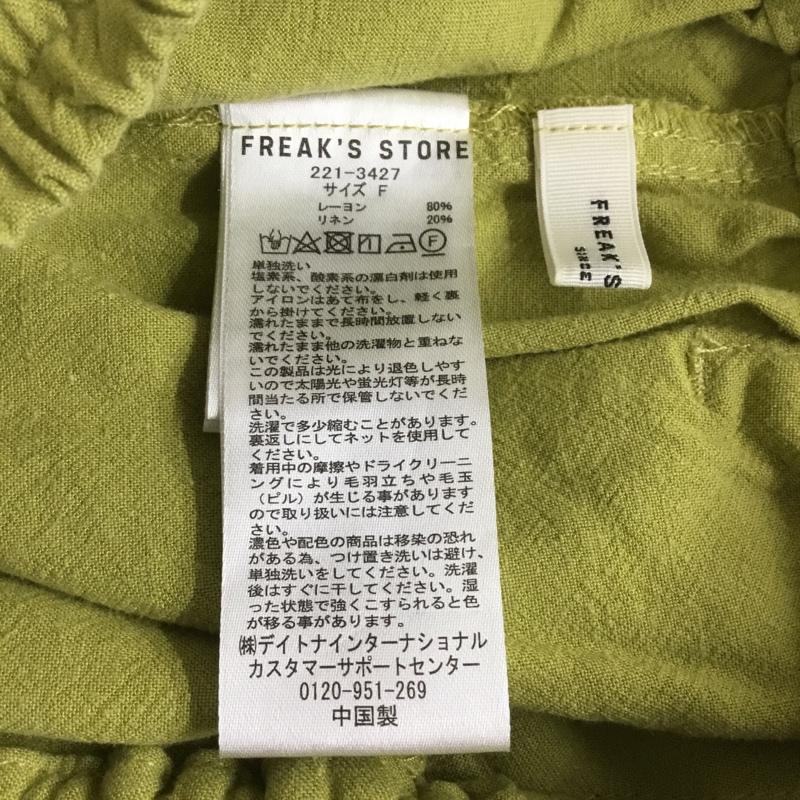 FREAK'S STORE
221-3427
サイズ F
レーヨン 80%
リネン 20%
F
単独洗い
塩素系、酸素系の漂白剤は使用
しないでください。
アイロンはあて布をし、軽く裏
から掛けてください。
濡れたままで長時間放置しない
でください。
濡れたまま他の洗濯物と重ねな
いでください。
この製品は光により退色しやす
いので太陽光や蛍光灯等が長時
間当たる所で保管しないでくだ
さい。
洗濯で多少縮むことがあります。
裏返しにしてネットを使用して
ください。
着用中の摩擦やドライクリーニ
ングにより毛羽立ちや毛玉
（ピル）が生じる事があります
ので取り扱いには注意してくだ
さい。
濃色や配色の商品は移染の恐れ
がある為、つけ置き洗いは避け、
単独洗いをしてください。洗濯
後はすぐに干してください。湿
った状態で強くこすられると色
が移る事があります。
㈱デイトナインターナショナル
カスタマーサポートセンター
0120-951-269
中国製
FREAK'S
SINCE